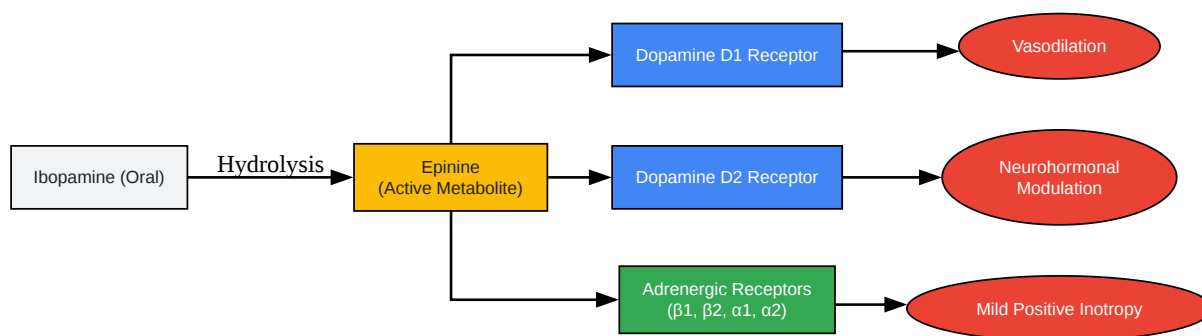 Ibopamine (Oral)
Hydrolysis
Epinine
(Active Metabolite)
Dopamine D1 Receptor
Vasodilation
Dopamine D2 Receptor
Neurohormonal
Modulation
Adrenergic Receptors
(β1, β2, α1, α2)
Mild Positive Inotropy